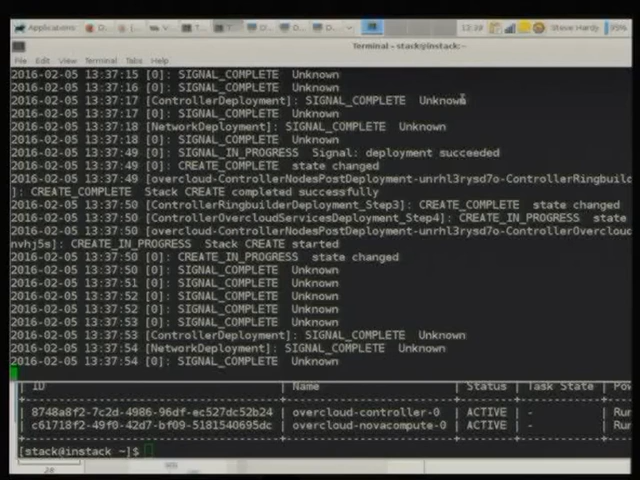 Applications
13:39
Steve Hardy
95%
Terminal - stack@instack:~
File Edit View Terminal Tabs Help
2016-02-05 13:37:15 [0]: SIGNAL_COMPLETE Unknown
2016-02-05 13:37:16 [0]: SIGNAL_COMPLETE Unknown
2016-02-05 13:37:17 [ControllerDeployment]: SIGNAL_COMPLETE Unknown
2016-02-05 13:37:17 [0]: SIGNAL_COMPLETE Unknown
2016-02-05 13:37:18 [NetworkDeployment]: SIGNAL_COMPLETE Unknown
2016-02-05 13:37:18 [0]: SIGNAL_COMPLETE Unknown
2016-02-05 13:37:49 [0]: SIGNAL_IN_PROGRESS Signal: deployment succeeded
2016-02-05 13:37:49 [0]: CREATE_COMPLETE state changed
2016-02-05 13:37:49 [overcloud-ControllerNodesPostDeployment-unrhl3rysd7o-ControllerRingbuild
]: CREATE_COMPLETE Stack CREATE completed successfully
2016-02-05 13:37:50 [ControllerRingbuilderDeployment_Step3]: CREATE_COMPLETE state changed
2016-02-05 13:37:50 [ControllerOvercloudServicesDeployment_Step4]: CREATE_IN_PROGRESS state
2016-02-05 13:37:50 [overcloud-ControllerNodesPostDeployment-unrhl3rysd7o-ControllerOvercloud
nvhj5s]: CREATE_IN_PROGRESS Stack CREATE started
2016-02-05 13:37:50 [0]: CREATE_IN_PROGRESS state changed
2016-02-05 13:37:50 [0]: SIGNAL_COMPLETE Unknown
2016-02-05 13:37:51 [0]: SIGNAL_COMPLETE Unknown
2016-02-05 13:37:52 [0]: SIGNAL_COMPLETE Unknown
2016-02-05 13:37:52 [0]: SIGNAL_COMPLETE Unknown
2016-02-05 13:37:53 [0]: SIGNAL_COMPLETE Unknown
2016-02-05 13:37:53 [ControllerDeployment]: SIGNAL_COMPLETE Unknown
2016-02-05 13:37:54 [NetworkDeployment]: SIGNAL_COMPLETE Unknown
2016-02-05 13:37:54 [0]: SIGNAL_COMPLETE Unknown
| ID | Name | Status | Task State | Po
| 8748a8f2-7c2d-4986-96df-ec527dc52b24 | overcloud-controller-0 | ACTIVE | - | Ru
| c61718f2-49f0-42d7-bf09-5181540695dc | overcloud-novacompute-0 | ACTIVE | - | Ru
[stack@instack ~]$